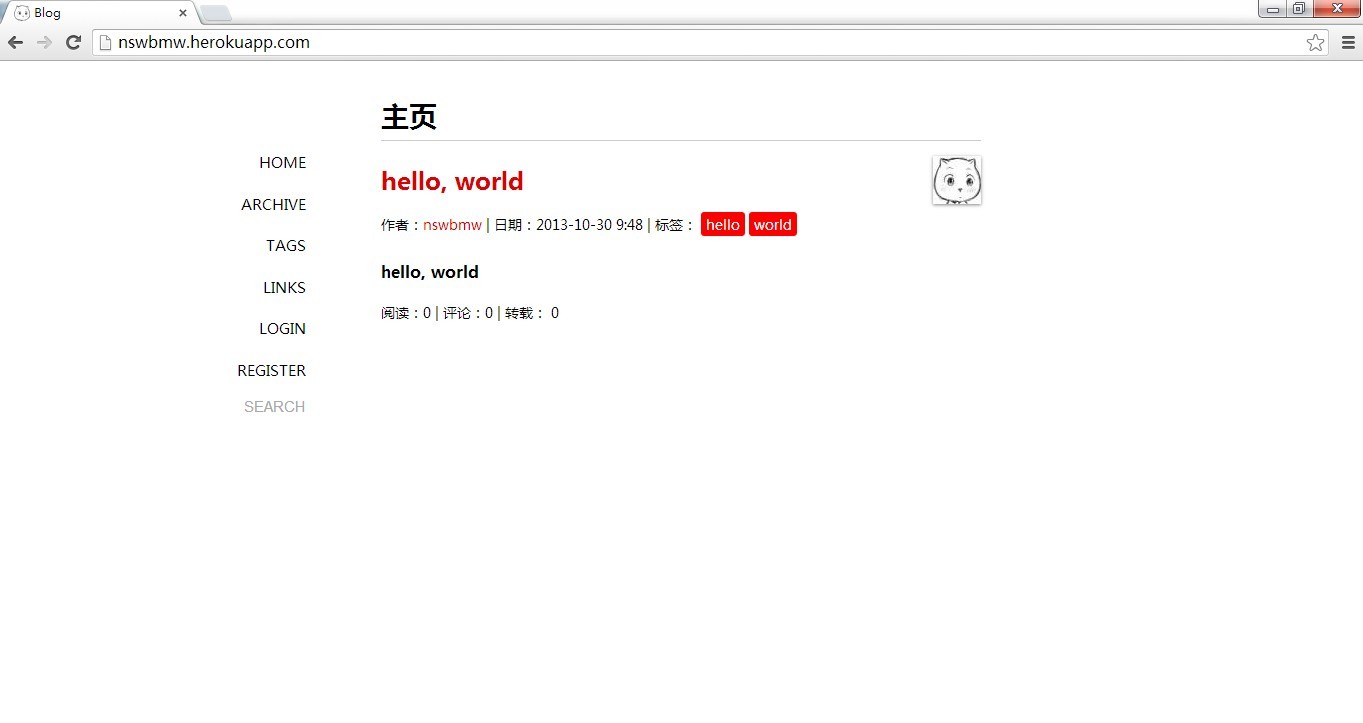 Blog
nswbmw.herokuapp.com
主页
HOME
ARCHIVE
TAGS
LINKS
LOGIN
REGISTER
SEARCH
hello, world
作者：nswbmw | 日期：2013-10-30 9:48 | 标签： hello world
hello, world
阅读：0 | 评论：0 | 转载： 0